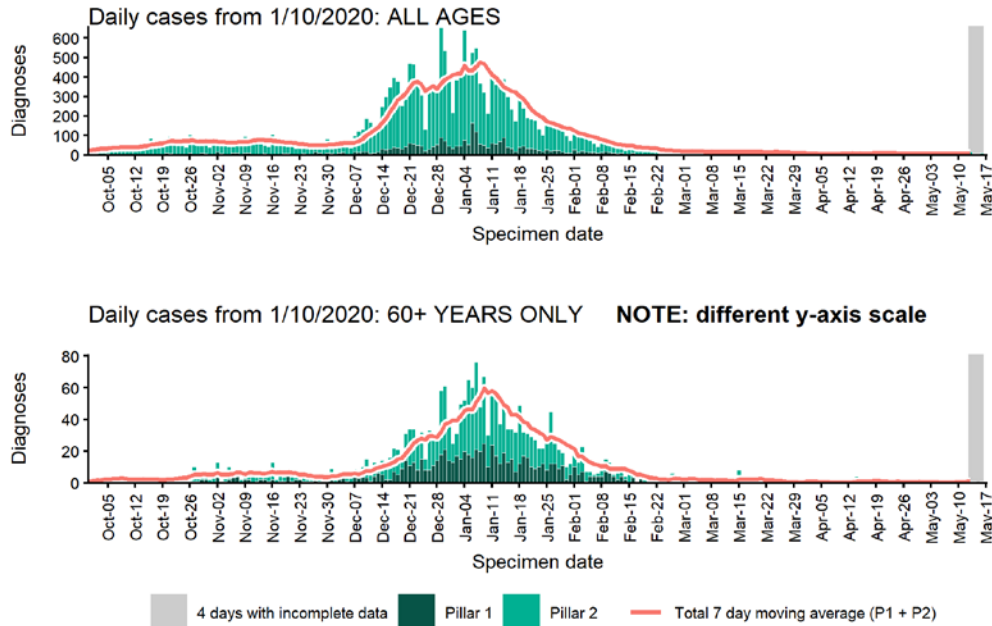 Daily cases from 1/10/2020: ALL AGES
Diagnoses
600
500
400
300
200
100
0
Oct-05 Oct-12 Oct-19 Oct-26 Nov-02 Nov-09 Nov-16 Nov-23 Nov-30 Dec-07 Dec-14 Dec-21 Dec-28 Jan-04 Jan-11 Jan-18 Jan-25 Feb-01 Feb-08 Feb-15 Feb-22 Mar-01 Mar-08 Mar-15 Mar-22 Mar-29 Apr-05 Apr-12 Apr-19 Apr-26 May-03 May-10 May-17
Specimen date
Daily cases from 1/10/2020: 60+ YEARS ONLY NOTE: different y-axis scale
Diagnoses
80
60
40
20
0
Oct-05 Oct-12 Oct-19 Oct-26 Nov-02 Nov-09 Nov-16 Nov-23 Nov-30 Dec-07 Dec-14 Dec-21 Dec-28 Jan-04 Jan-11 Jan-18 Jan-25 Feb-01 Feb-08 Feb-15 Feb-22 Mar-01 Mar-08 Mar-15 Mar-22 Mar-29 Apr-05 Apr-12 Apr-19 Apr-26 May-03 May-10 May-17
Specimen date
4 days with incomplete data Pillar 1 Pillar 2 Total 7 day moving average (P1 + P2)